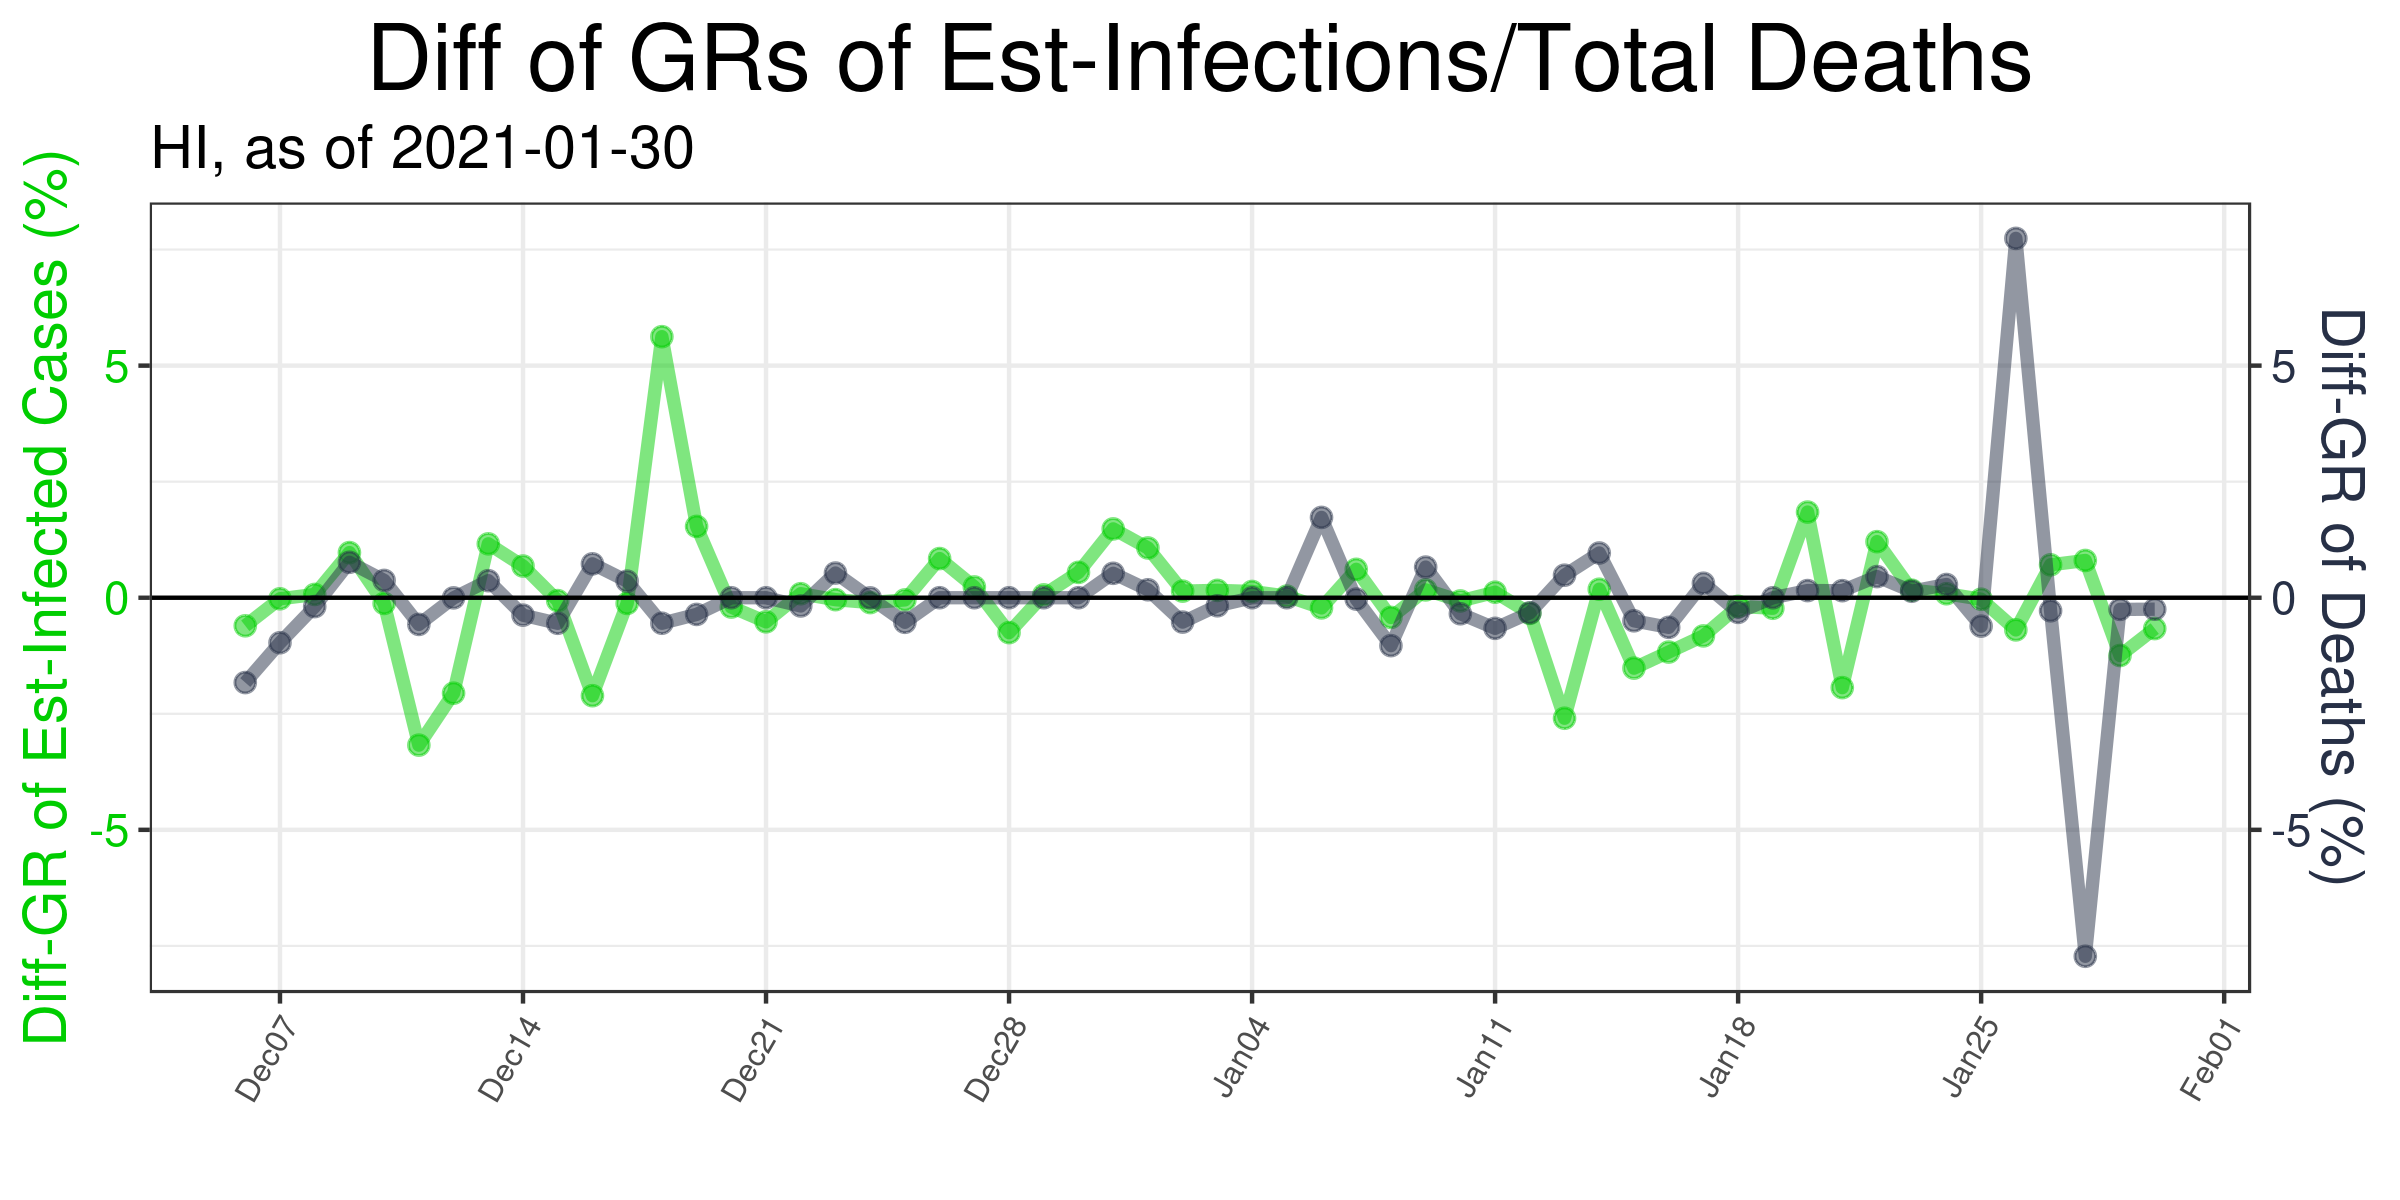 Diff of GRs of Est-Infections/Total Deaths
HI, as of 2021-01-30
Diff-GR of Est-Infected Cases (%)
5
0
-5
5
0
-5
Diff-GR of Deaths (%)
Dec07
Dec14
Dec21
Dec28
Jan04
Jan11
Jan18
Jan25
Feb01